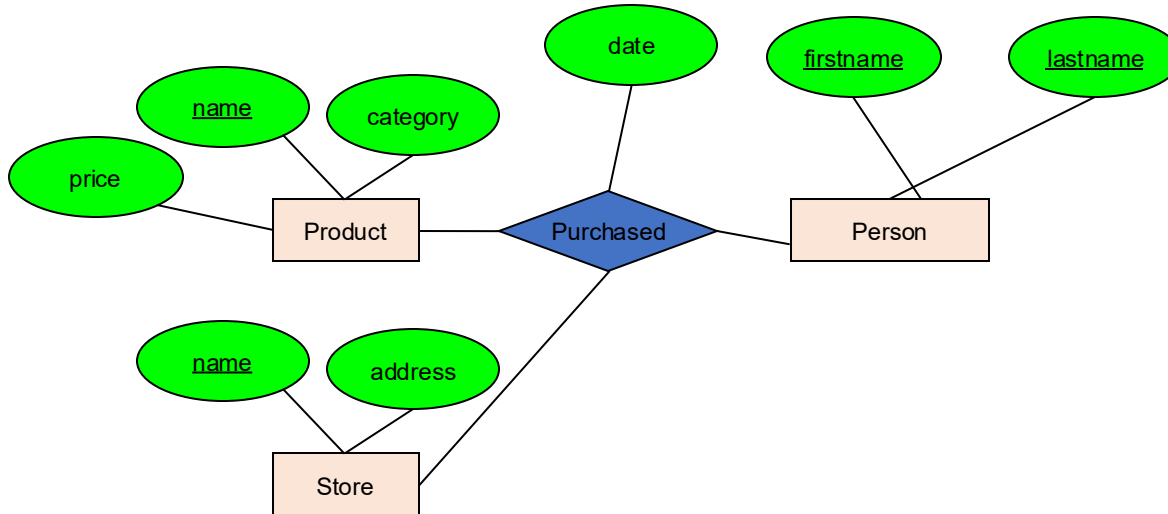 date
firstname
lastname
name
category
price
Product
Purchased
Person
name
address
Store